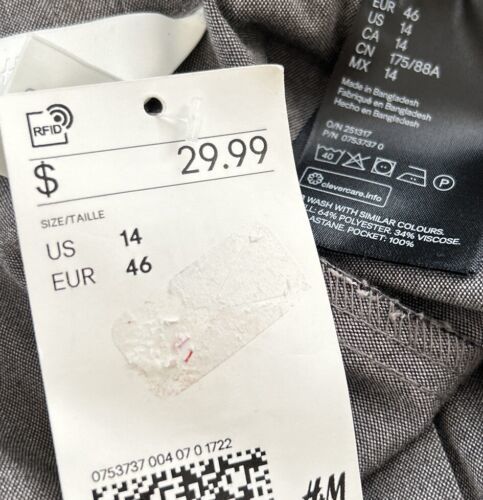 RFID
$ 29.99
SIZE/TAILLE
US 14
EUR 46
0753737 004 07 0 1722
H&M
EUR 46
US 14
CA 14
CN 175/88A
MX 14
Made in Bangladesh
Fabriqué en Bangladesh
Hecho en Bangladesh
O/N 251317
P/N 0753737 0
40 P
clevercare.info
WASH WITH SIMILAR COLOURS.
64% POLYESTER. 34% VISCOSE.
ASTANE. POCKET: 100%